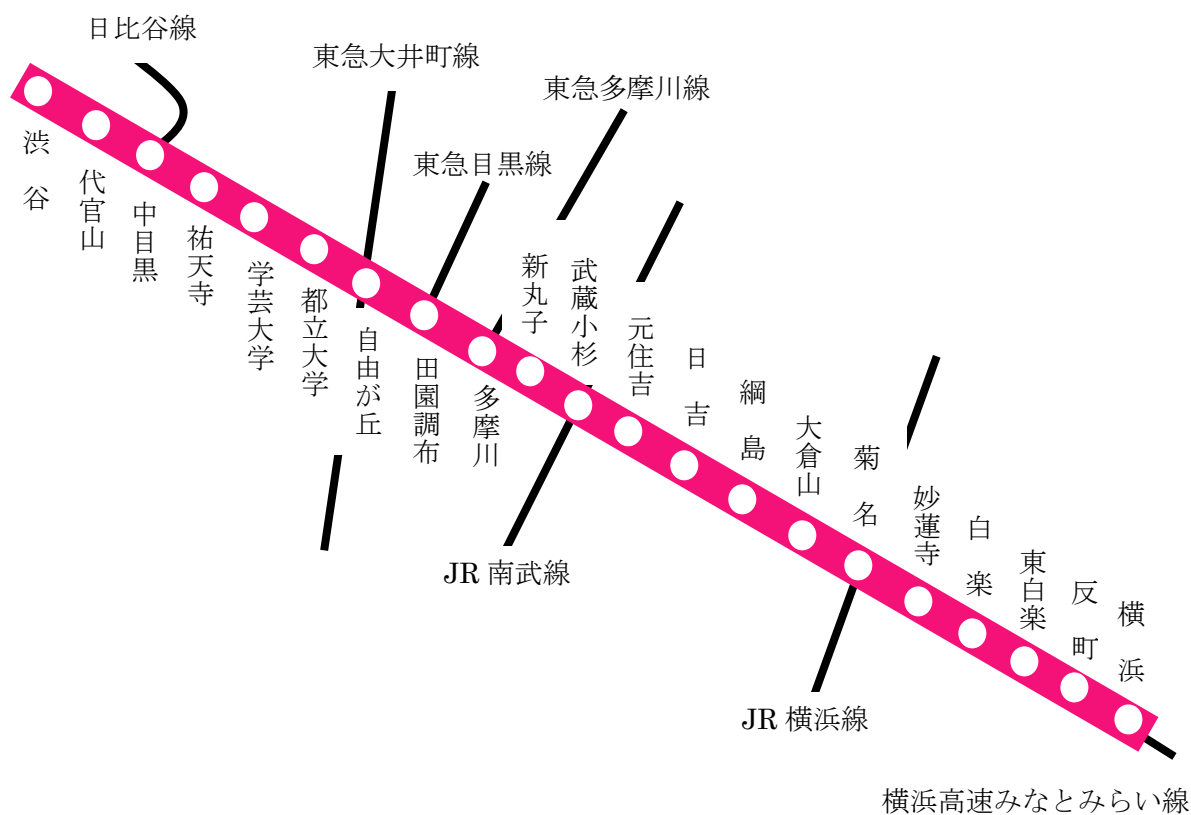 日比谷線
東急大井町線
東急多摩川線
東急目黒線
渋谷
代官山
中目黒
祐天寺
学芸大学
都立大学
自由が丘
田園調布
多摩川
新丸子
武蔵小杉
元住吉
日吉
綱島
大倉山
菊名
妙蓮寺
白楽
東白楽
反町
横浜
JR 南武線
JR 横浜線
横浜高速みなとみらい線